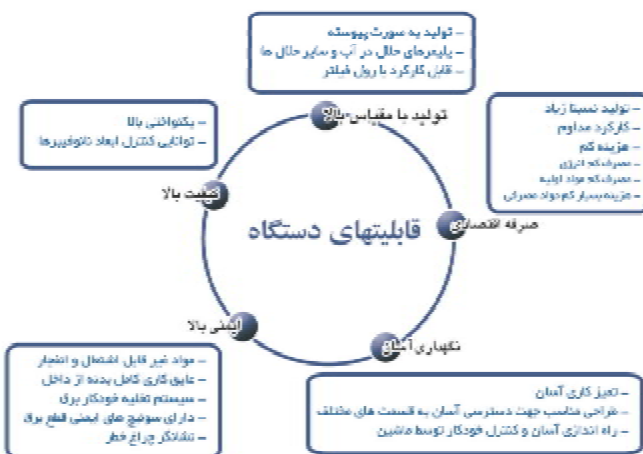 – تولید به صورت پیوسته
– پلیمرهای حلال در آب و سایر حلال ها
– قابل کارکرد با رول فیلتر
تولید با مقیاس بالا
– تولید نسبتا زیاد
– کارکرد مداوم
– هزینه کم
– مصرف کم انرژی
– مصرف کم مواد اولیه
– هزینه بسیار کم مواد مصرفی
صرفه اقتصادی
– یکنواختی بالا
– توانایی کنترل ابعاد نانوفیبرها
کیفیت بالا
قابلیتهای دستگاه
ایمنی بالا
– مواد غیر قابل اشتعال و انفجار
– عایق کاری کامل بدنه از داخل
– سیستم تخلیه خودکار برق
– دارای سوئیچ های ایمنی قطع برق
– نشانگر چراغ خطر
نگهداری آسان
– تمیز کاری آسان
– طراحی مناسب جهت دسترسی آسان به قسمت های مختلف
– راه اندازی آسان و کنترل خودکار توسط ماشین